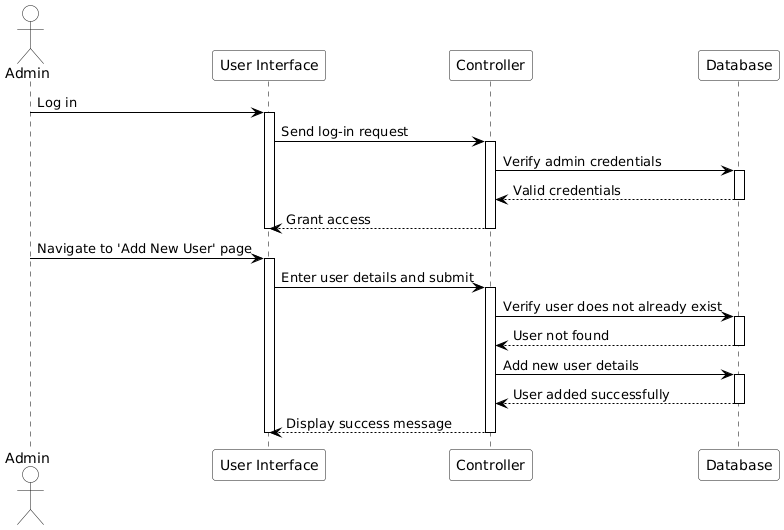 Admin
User Interface
Controller
Database
Log in
Send log-in request
Verify admin credentials
Valid credentials
Grant access
Navigate to 'Add New User' page
Enter user details and submit
Verify user does not already exist
User not found
Add new user details
User added successfully
Display success message
Admin
User Interface
Controller
Database